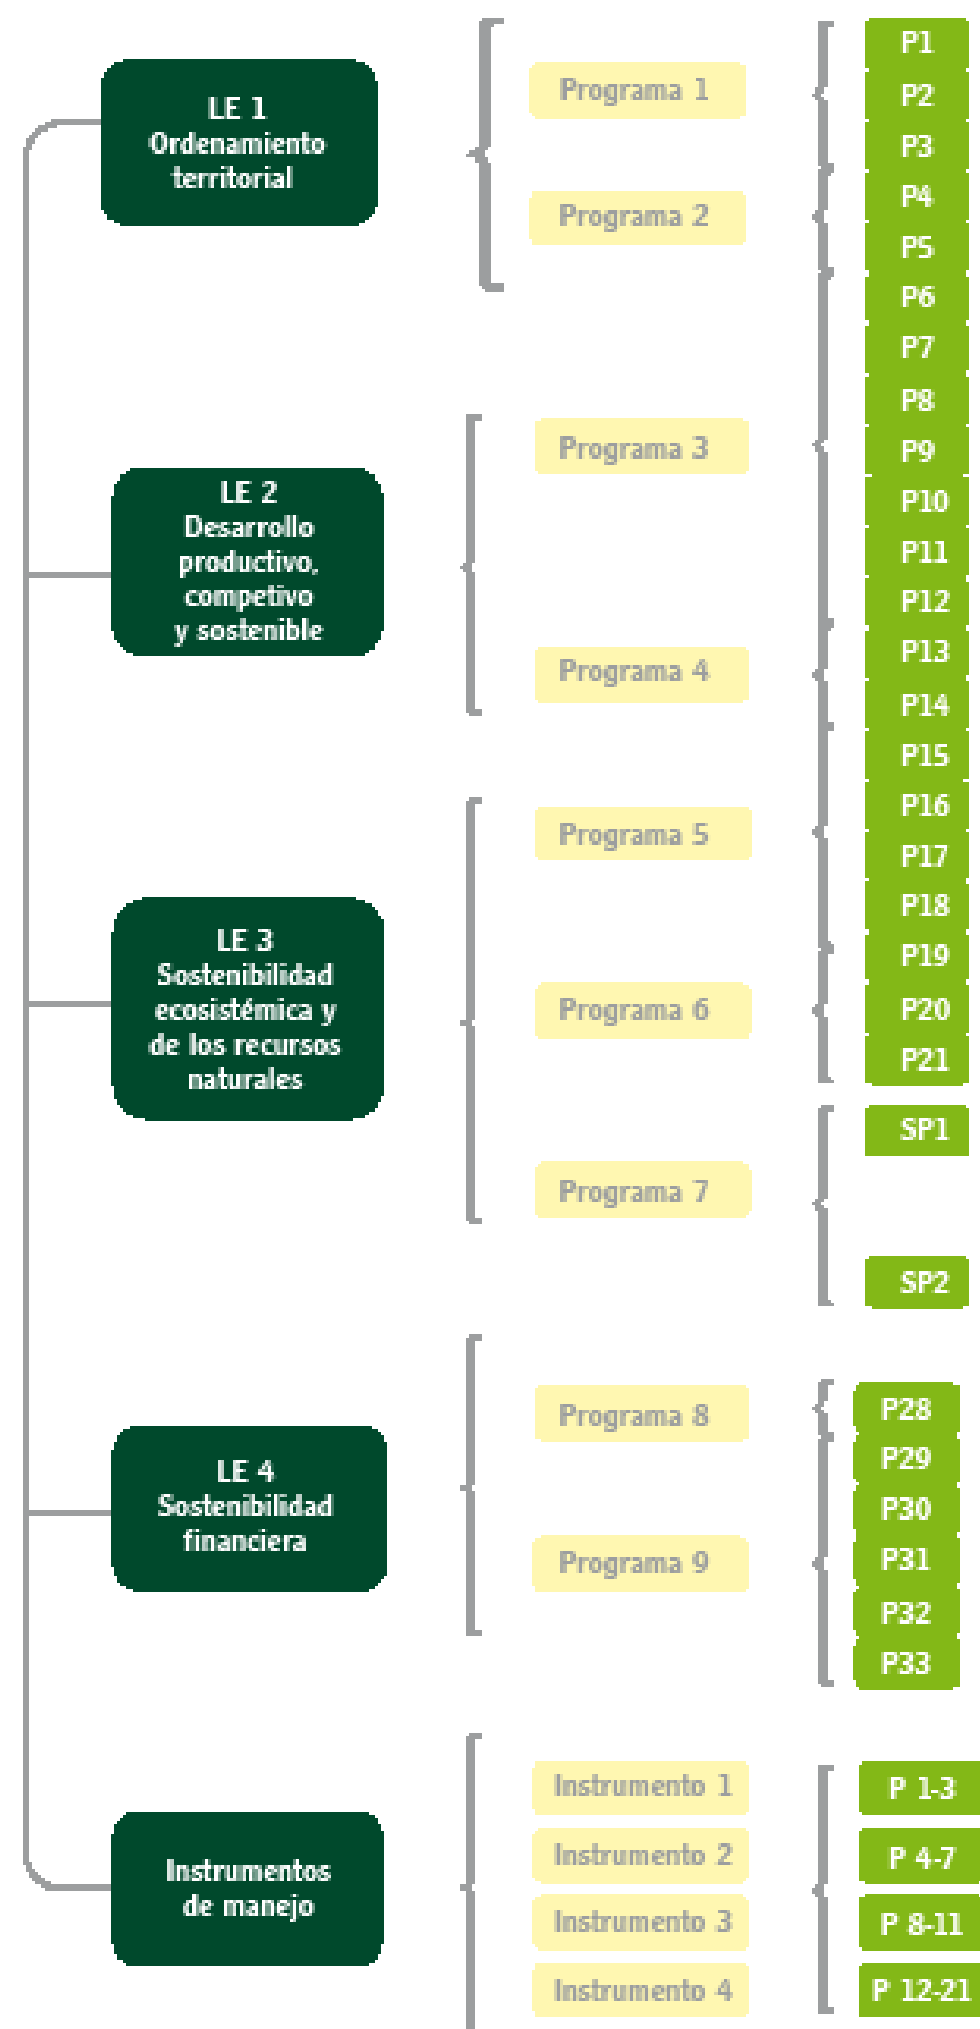 LE 1
Ordenamiento
territorial
Programa 1
P1
P2
P3
Programa 2
P4
P5
LE 2
Desarrollo
productivo,
competivo
y sostenible
Programa 3
P6
P7
P8
P9
P10
P11
P12
Programa 4
P13
P14
LE 3
Sostenibilidad
ecosistémica y
de los recursos
naturales
Programa 5
P15
P16
P17
P18
Programa 6
P19
P20
P21
Programa 7
SP1
SP2
LE 4
Sostenibilidad
financiera
Programa 8
P28
Programa 9
P29
P30
P31
P32
P33
Instrumentos
de manejo
Instrumento 1
P 1-3
Instrumento 2
P 4-7
Instrumento 3
P 8-11
Instrumento 4
P 12-21